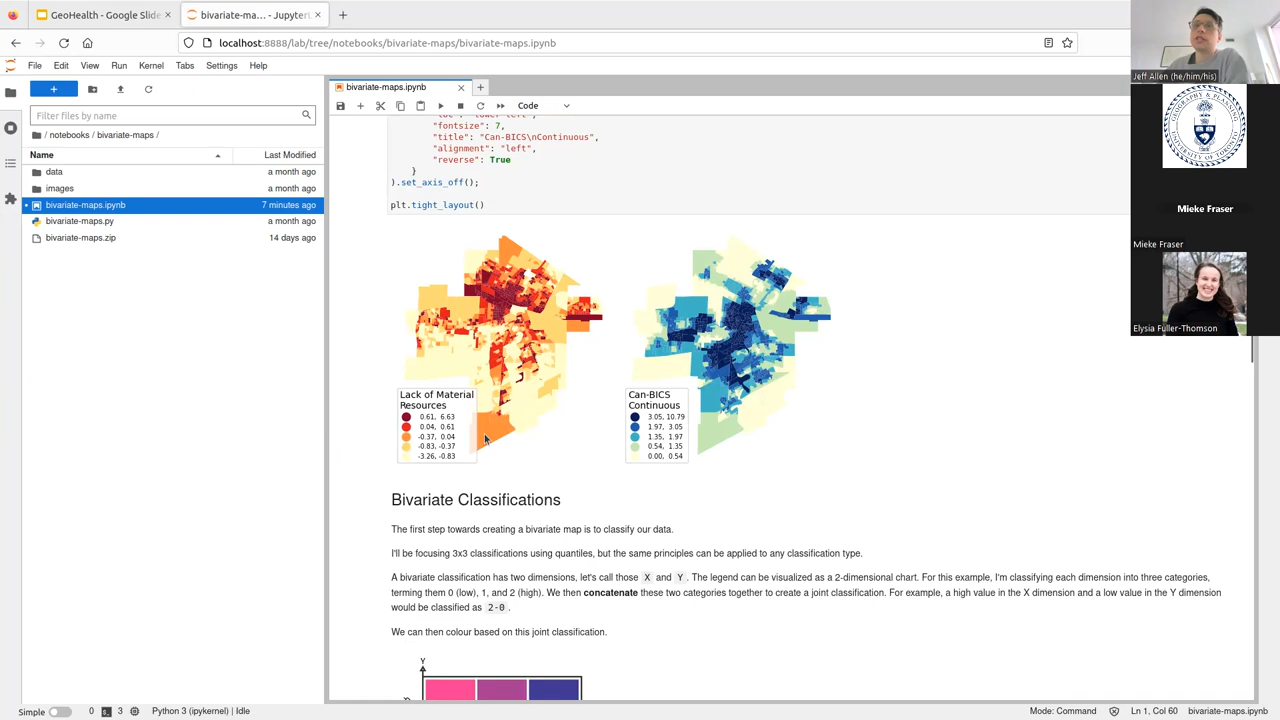 GeoHealth - Google Slide
bivariate-ma… - JupyterL
localhost:8888/lab/tree/notebooks/bivariate-maps/bivariate-maps.ipynb
File Edit View Run Kernel Tabs Settings Help
Filter files by name
/ notebooks / bivariate-maps /
Name Last Modified
data a month ago
images a month ago
bivariate-maps.ipynb 7 minutes ago
bivariate-maps.py a month ago
bivariate-maps.zip 14 days ago
bivariate-maps.ipynb
Code
"fontsize": 7,
"title": "Can-BICS\nContinuous",
"alignment": "left",
"reverse": True
}
).set_axis_off();
plt.tight_layout()
Lack of Material
Resources
0.61, 6.63
0.04, 0.61
-0.37, 0.04
-0.83, -0.37
-3.26, -0.83
Can-BICS
Continuous
3.05, 10.79
1.97, 3.05
1.35, 1.97
0.54, 1.35
0.00, 0.54
Bivariate Classifications
The first step towards creating a bivariate map is to classify our data.
I'll be focusing 3x3 classifications using quantiles, but the same principles can be applied to any classification type.
A bivariate classification has two dimensions, let's call those X and Y. The legend can be visualized as a 2-dimensional chart. For this example, I'm classifying each dimension into three categories,
terming them 0 (low), 1, and 2 (high). We then concatenate these two categories together to create a joint classification. For example, a high value in the X dimension and a low value in the Y dimension
would be classified as 2-0.
We can then colour based on this joint classification.
Y
Jeff Allen (he/him/his)
Mieke Fraser
Mieke Fraser
Elysia Fuller-Thomson
Simple 0 3 Python 3 (ipykernel) | Idle
Mode: Command Ln 1, Col 60 bivariate-maps.ipynb